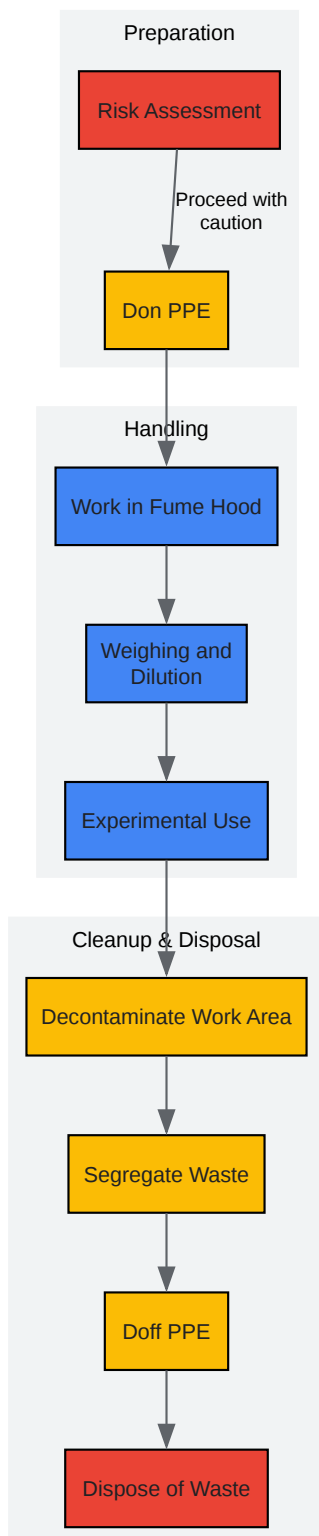 Preparation
Risk Assessment
Proceed with
caution
Don PPE
Handling
Work in Fume Hood
Weighing and
Dilution
Experimental Use
Cleanup & Disposal
Decontaminate Work Area
Segregate Waste
Doff PPE
Dispose of Waste